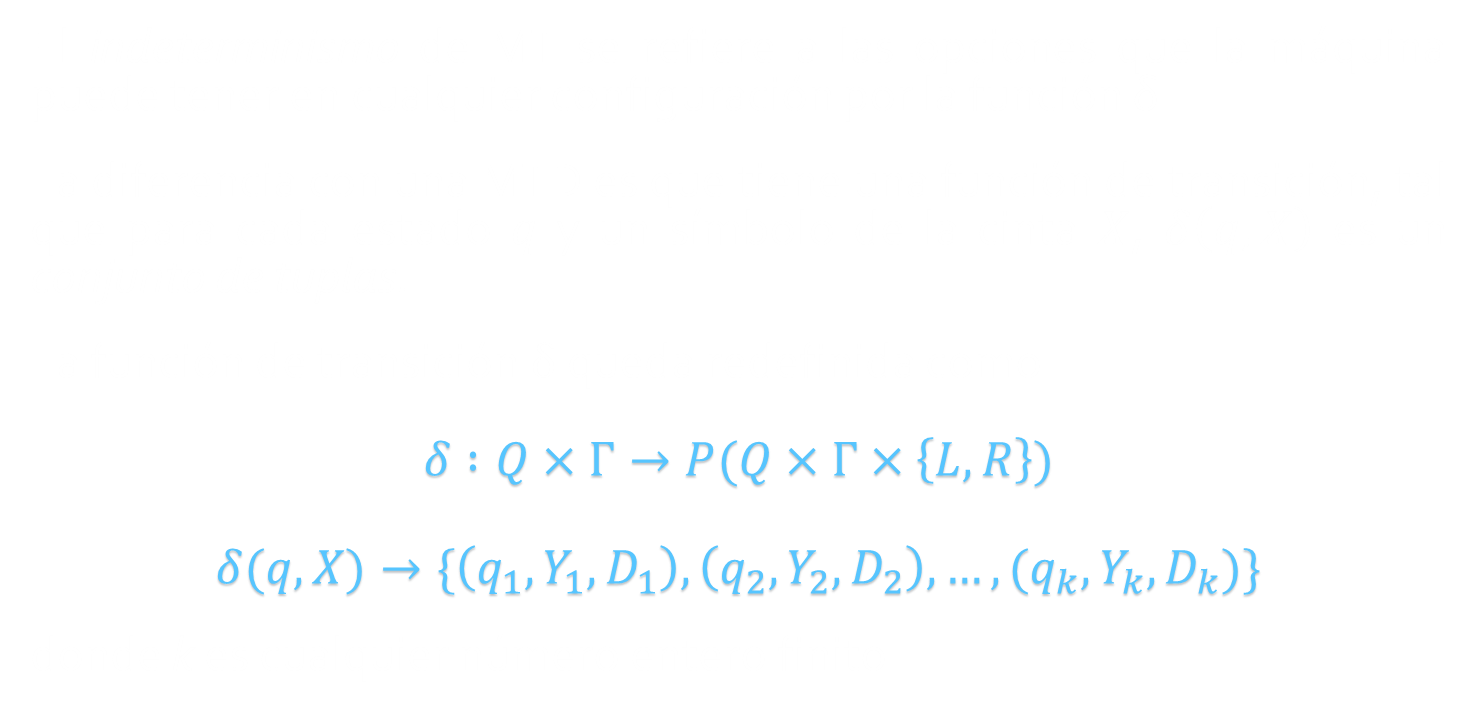 δ : Q × Γ → P(Q × Γ × {L, R})
δ(q, X) → {(q₁, Y₁, D₁), (q₂, Y₂, D₂), … , (qₖ, Yₖ, Dₖ)}